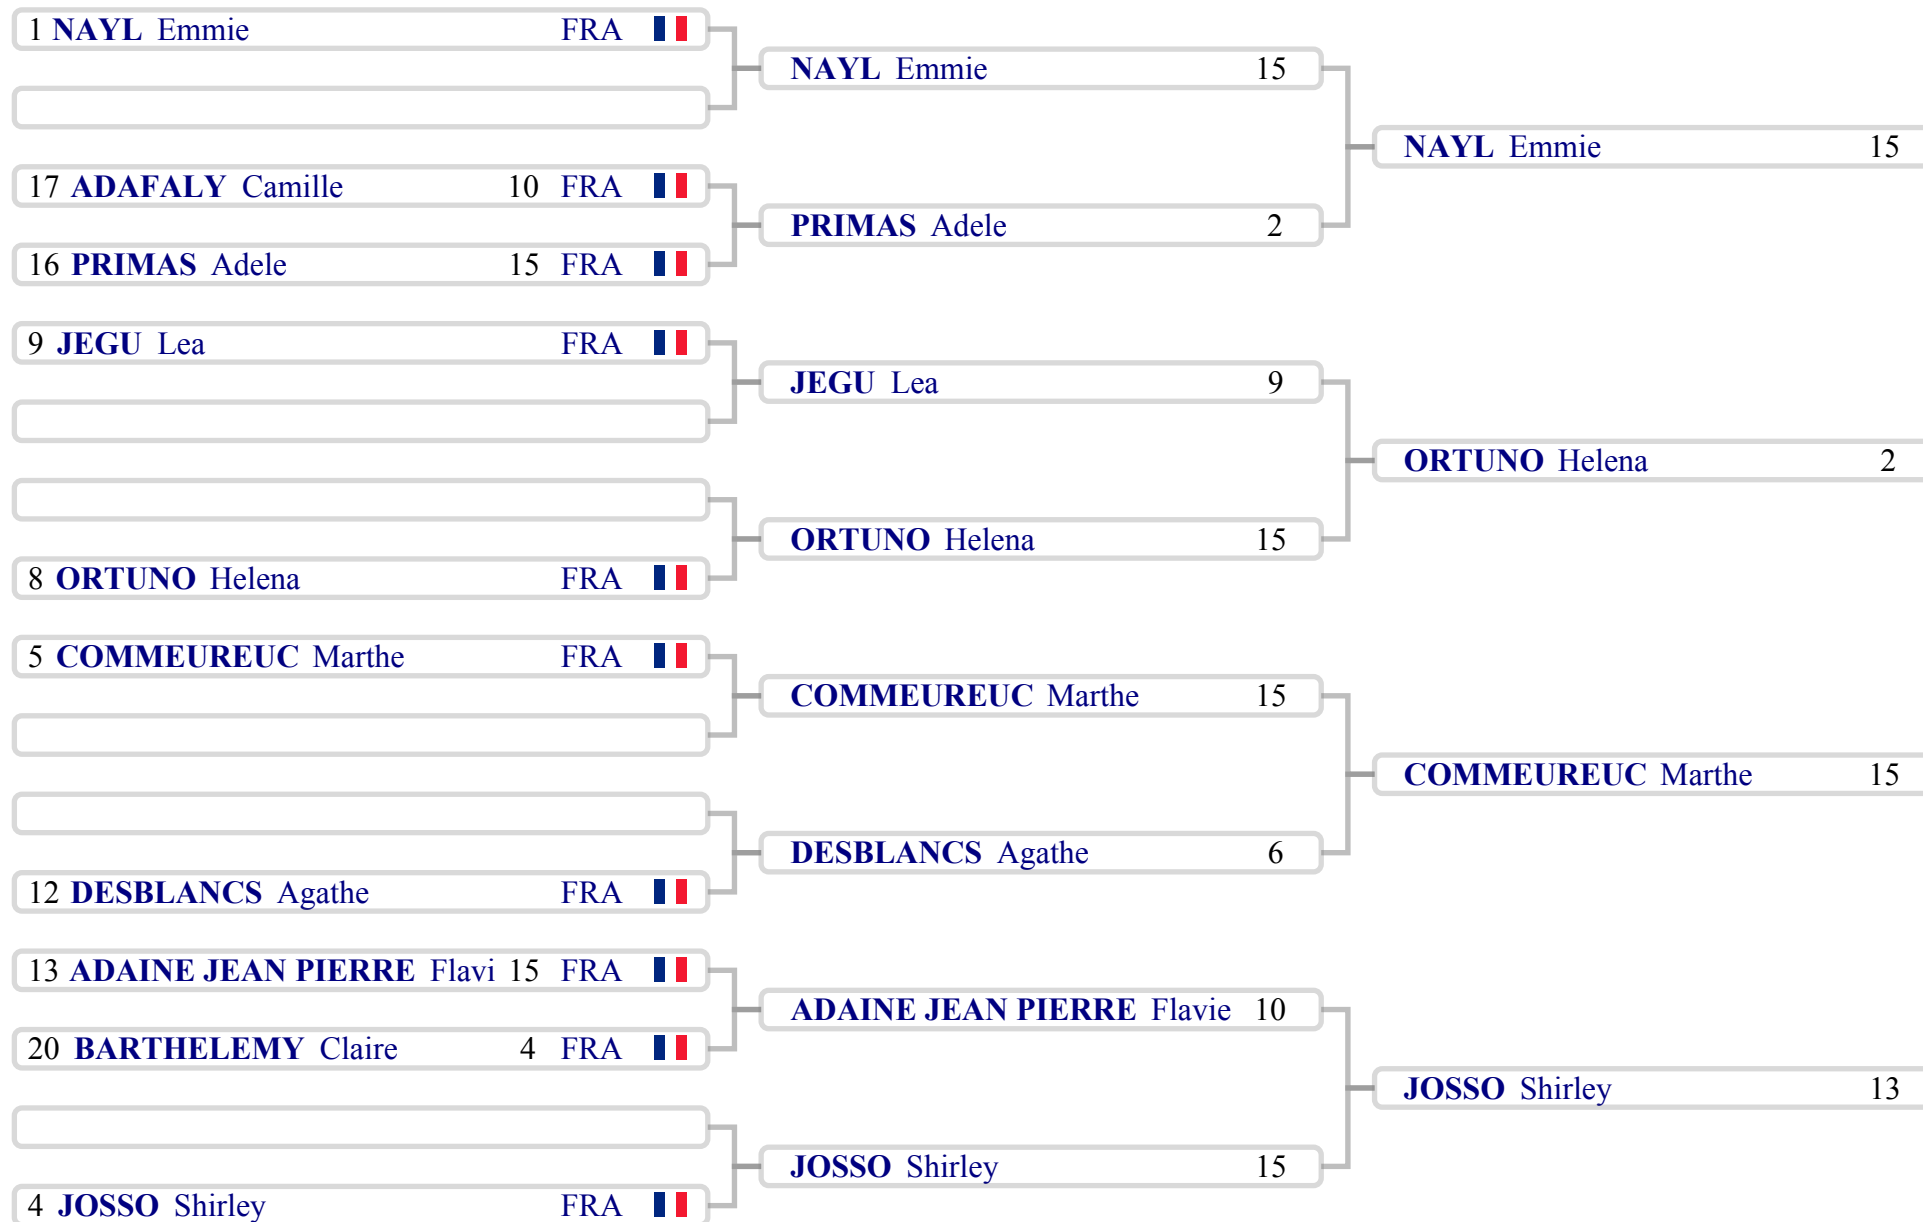 1 NAYL Emmie FRA
NAYL Emmie 15
NAYL Emmie 15
17 ADAFALY Camille 10 FRA
PRIMAS Adele 2
16 PRIMAS Adele 15 FRA
9 JEGU Lea FRA
JEGU Lea 9
ORTUNO Helena 2
ORTUNO Helena 15
8 ORTUNO Helena FRA
5 COMMEUREUC Marthe FRA
COMMEUREUC Marthe 15
COMMEUREUC Marthe 15
DESBLANCS Agathe 6
12 DESBLANCS Agathe FRA
13 ADAINE JEAN PIERRE Flavi 15 FRA
ADAINE JEAN PIERRE Flavie 10
20 BARTHELEMY Claire 4 FRA
JOSSO Shirley 13
JOSSO Shirley 15
4 JOSSO Shirley FRA